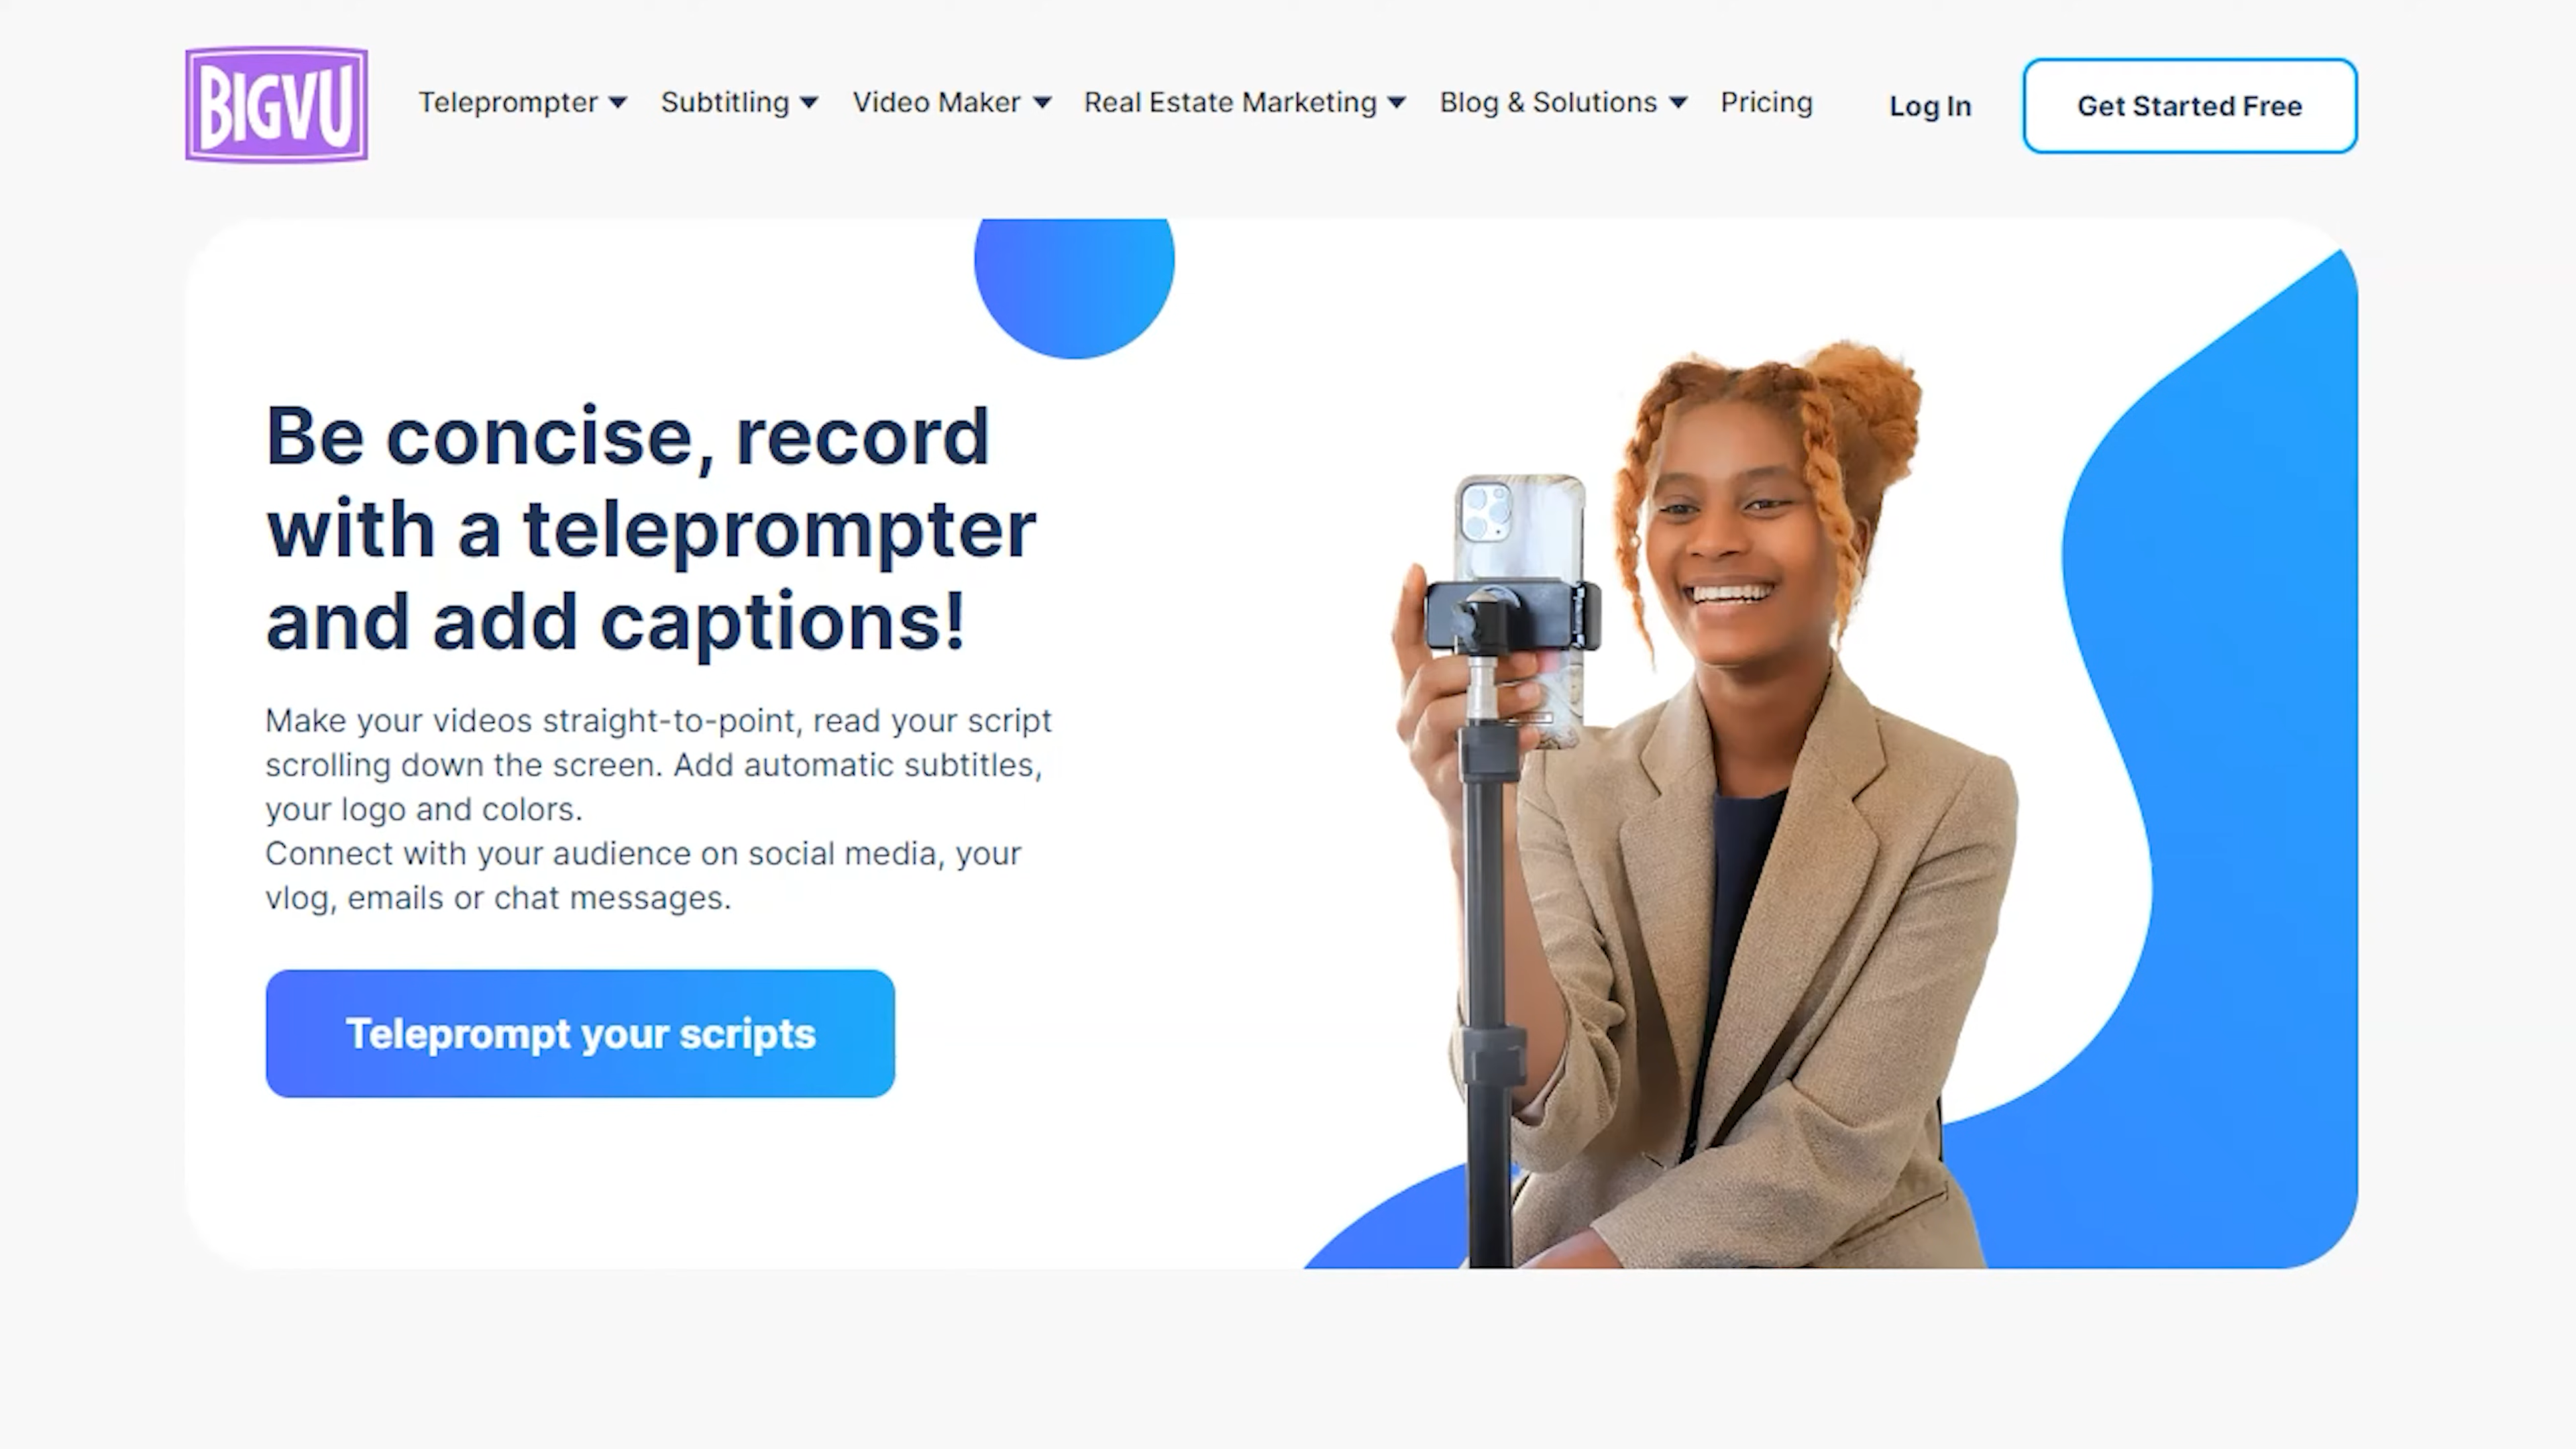 BIGVU
Teleprompter
Subtitling
Video Maker
Real Estate Marketing
Blog & Solutions
Pricing
Log In
Get Started Free
Be concise, record
with a teleprompter
and add captions!
Make your videos straight-to-point, read your script
scrolling down the screen. Add automatic subtitles,
your logo and colors.
Connect with your audience on social media, your
vlog, emails or chat messages.
Teleprompt your scripts